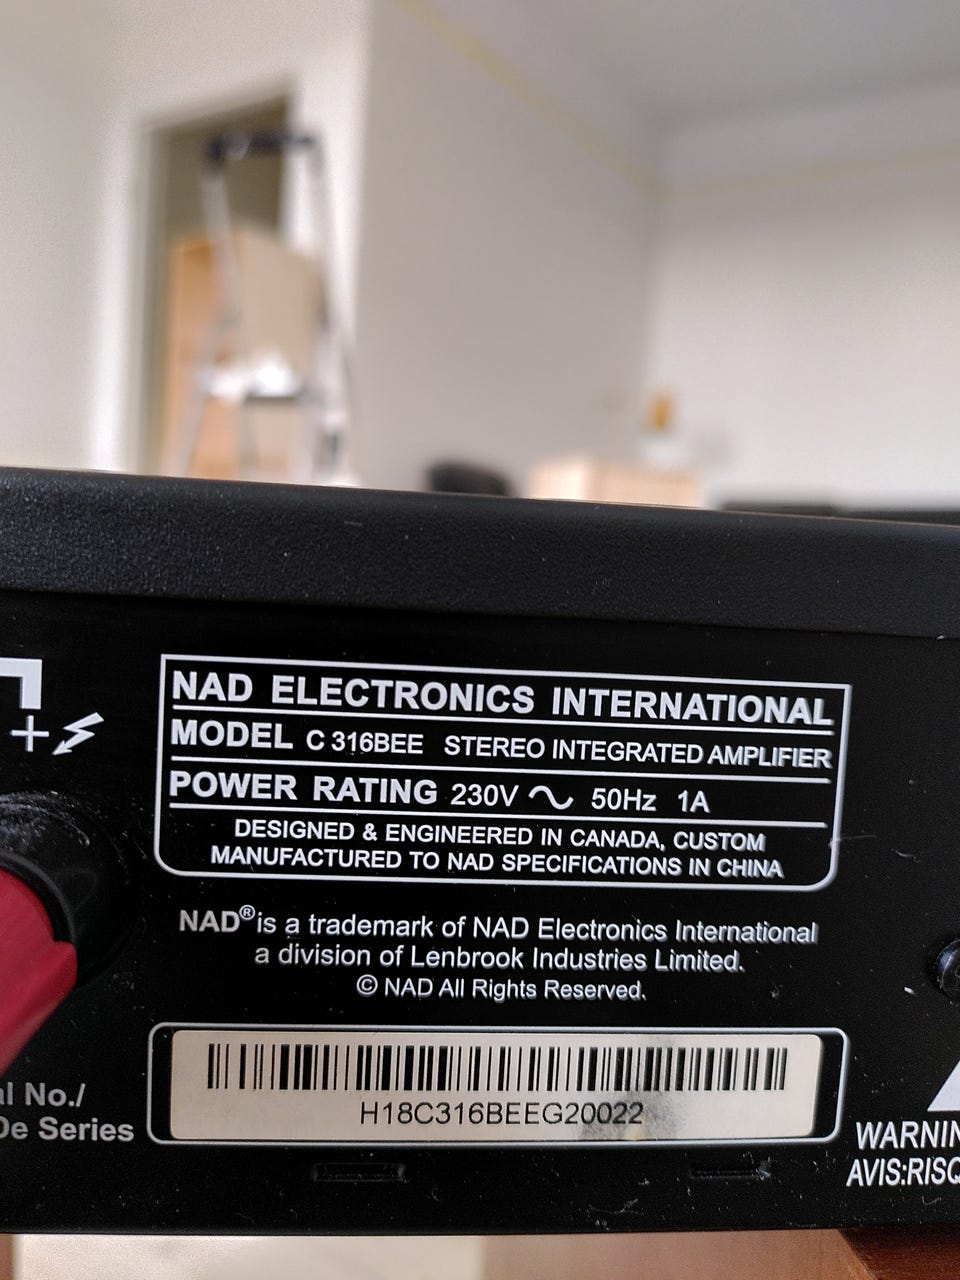 NAD ELECTRONICS INTERNATIONAL
MODEL C 316BEE STEREO INTEGRATED AMPLIFIER
POWER RATING 230V ∿ 50Hz 1A
DESIGNED & ENGINEERED IN CANADA, CUSTOM
MANUFACTURED TO NAD SPECIFICATIONS IN CHINA
+
NAD® is a trademark of NAD Electronics International
a division of Lenbrook Industries Limited.
© NAD All Rights Reserved.
al No./
De Series
H18C316BEEG20022
WARNIN
AVIS:RISQ